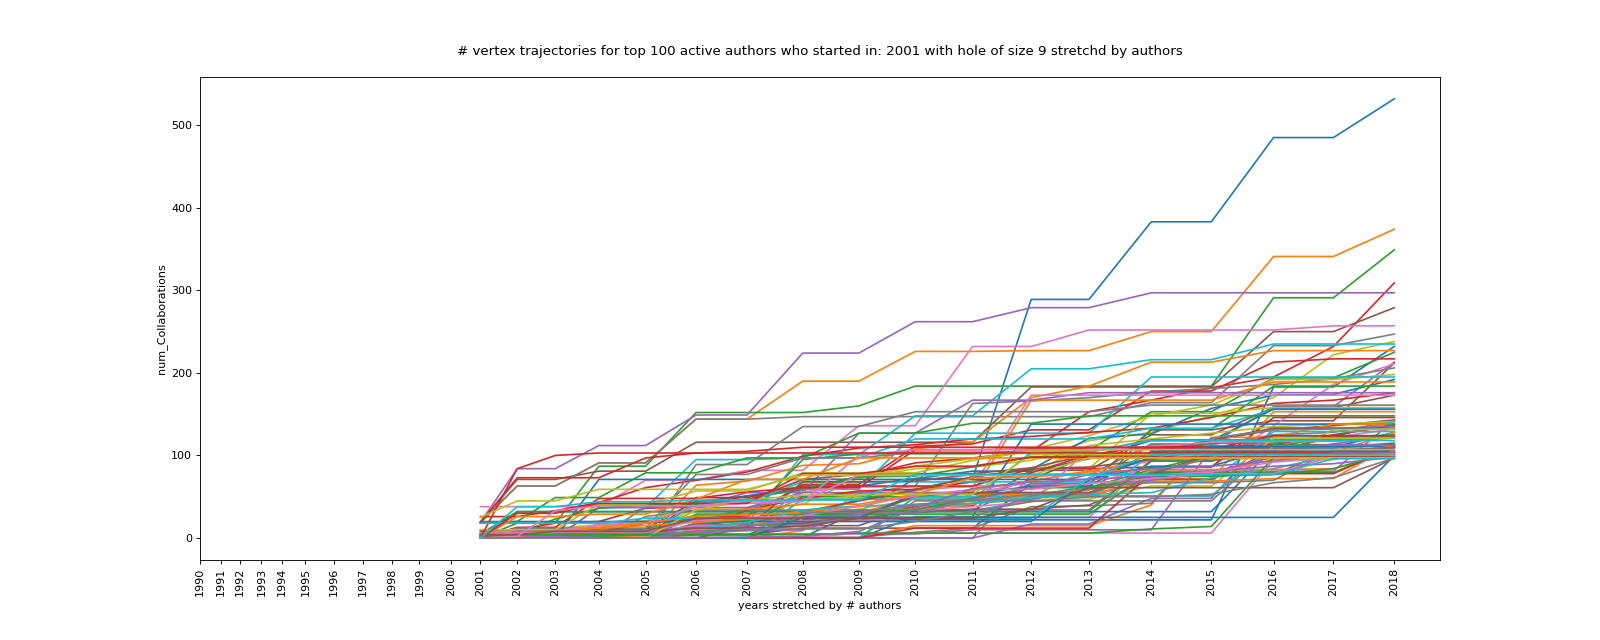 # vertex trajectories for top 100 active authors who started in: 2001 with hole of size 9 stretchd by authors
num_Collaborations
500
400
300
200
100
0
1990 1991 1992 1993 1994 1995 1996 1997 1998 1999 2000 2001 2002 2003 2004 2005 2006 2007 2008 2009 2010 2011 2012 2013 2014 2015 2016 2017 2018
years stretched by # authors